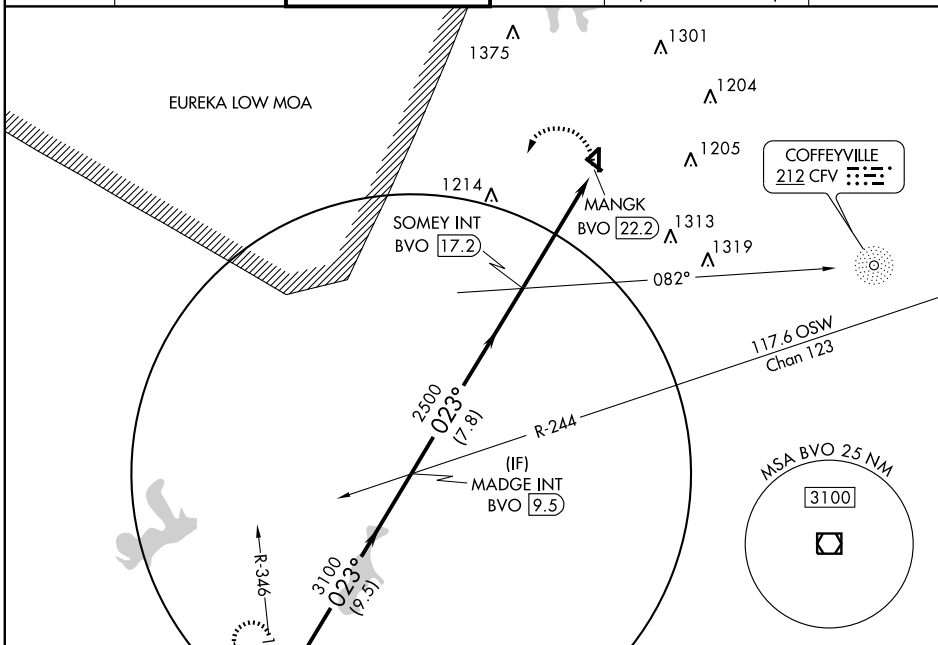 1375
1301
1204
EUREKA LOW MOA
1205
COFFEYVILLE
212 CFV
1214
MANGK
BVO 22.2
SOMEY INT
BVO 17.2
1313
1319
082°
117.6 OSW
Chan 123
2500
023°
(7.8)
R-244
(IF)
MADGE INT
BVO 9.5
MSA BVO 25 NM
3100
R-346
3100
023°
(9.5)